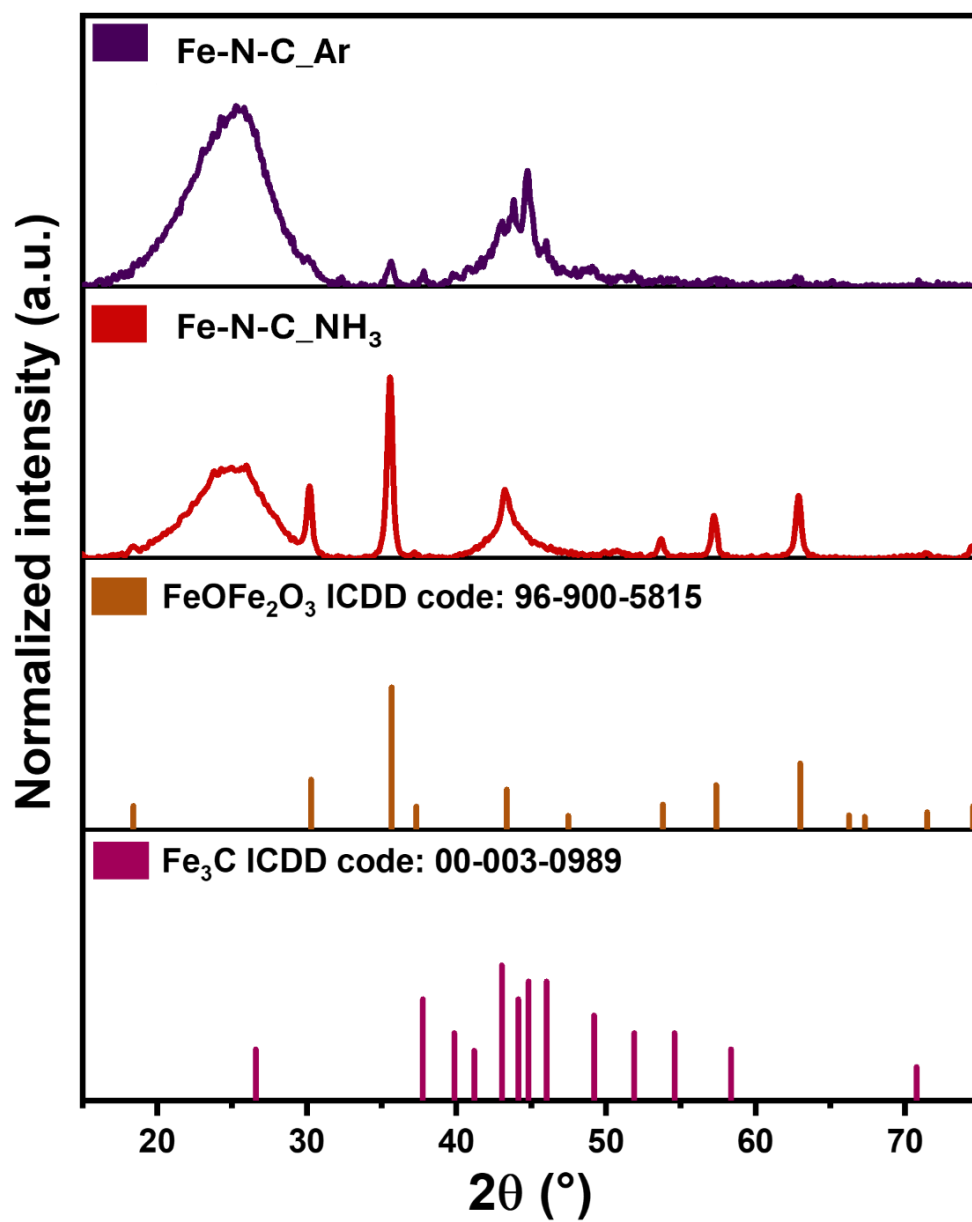 Fe-N-C_Ar
Fe-N-C_NH₃
FeOFe₂O₃ ICDD code: 96-900-5815
Fe₃C ICDD code: 00-003-0989
Normalized intensity (a.u.)
20 30 40 50 60 70
2θ (°)